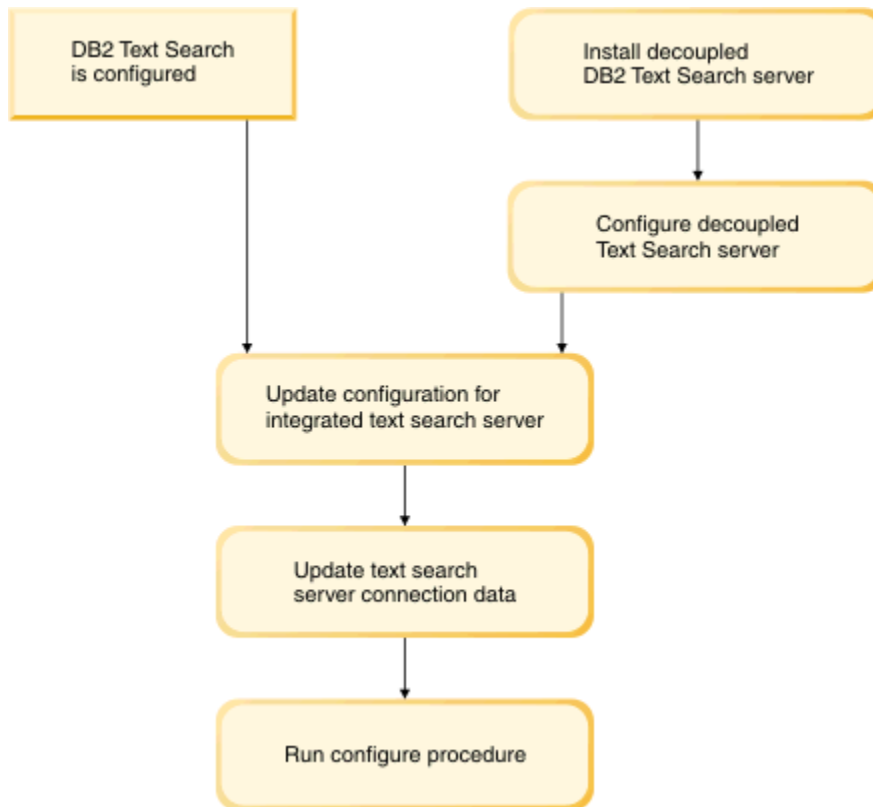 DB2 Text Search
is configured
Install decoupled
DB2 Text Search server
Configure decoupled
Text Search server
Update configuration for
integrated text search server
Update text search
server connection data
Run configure procedure